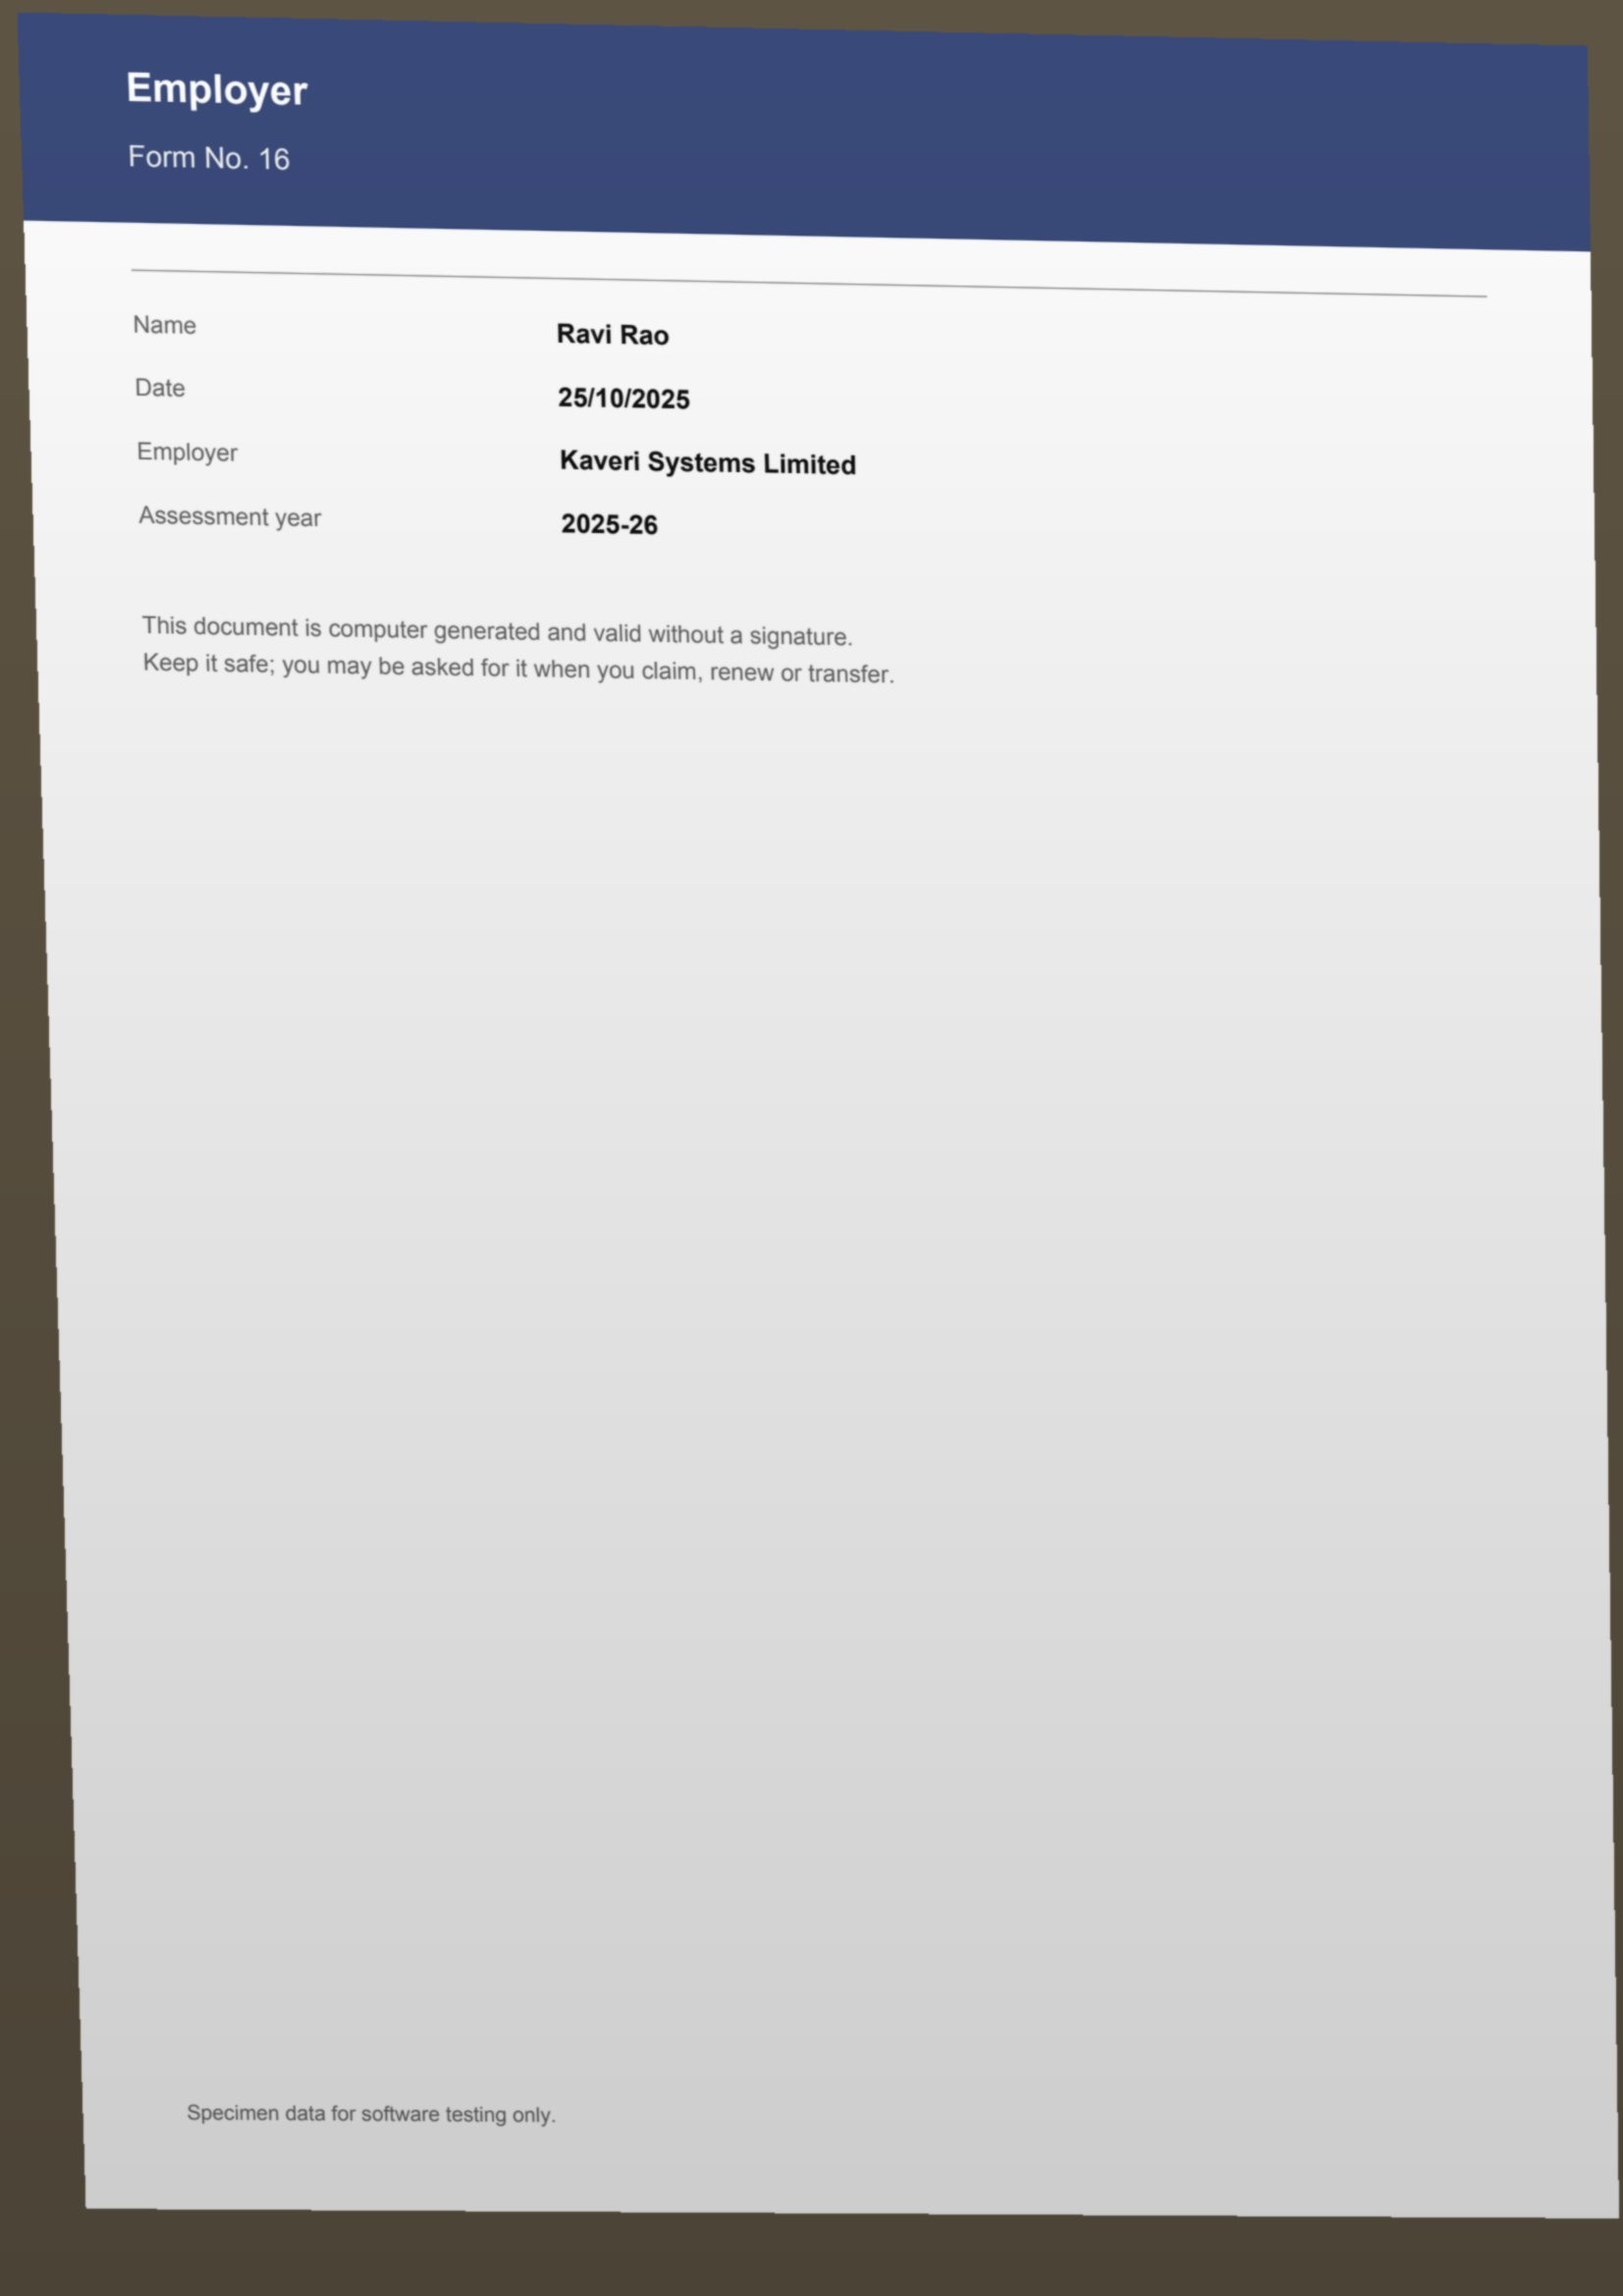 Employer
Form No. 16
Name Ravi Rao
Date 25/10/2025
Employer Kaveri Systems Limited
Assessment year 2025-26
This document is computer generated and valid without a signature.
Keep it safe; you may be asked for it when you claim, renew or transfer.
Specimen data for software testing only.